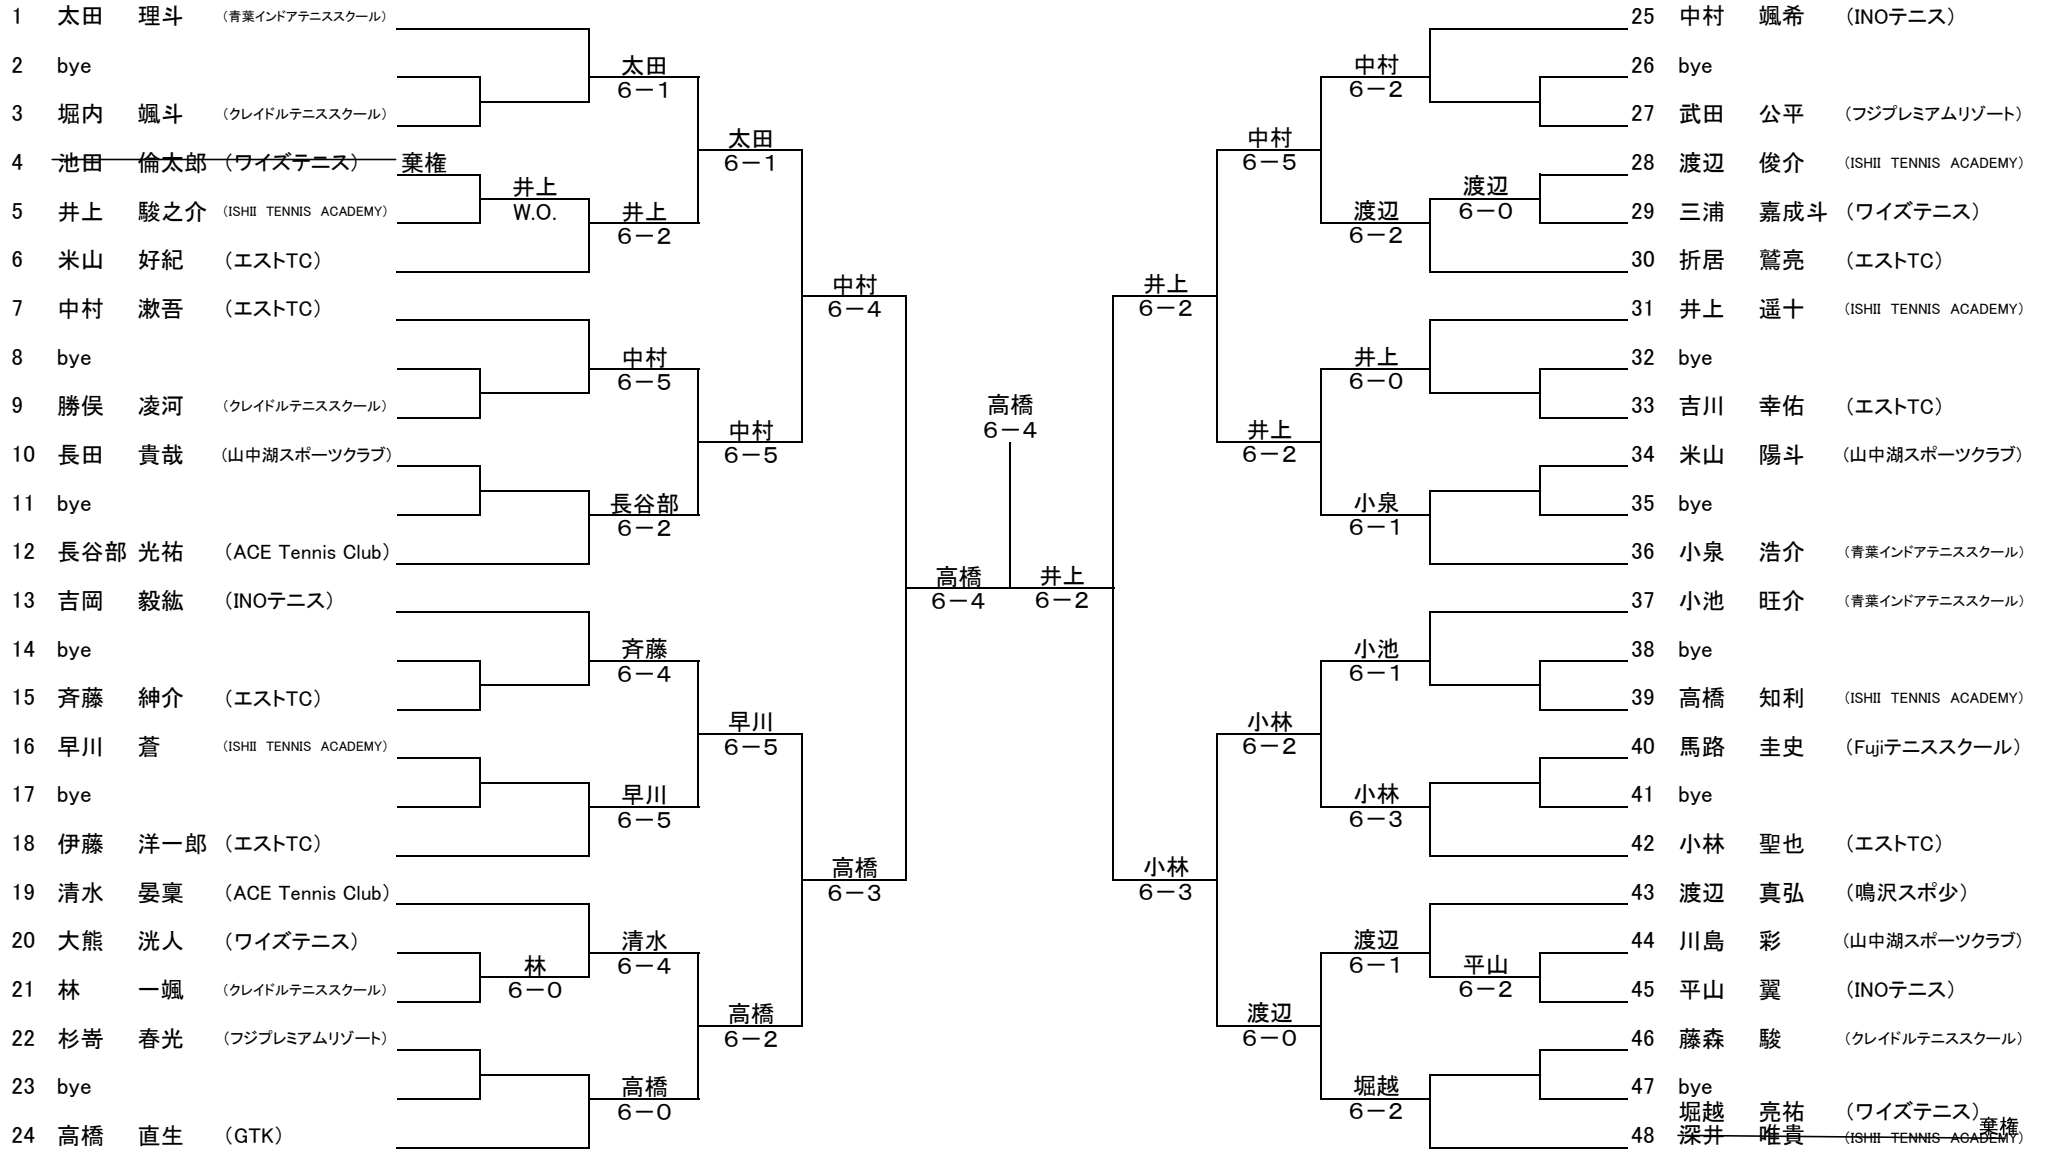 1 太田 理斗 （青葉インドアテニススクール）
2 bye
3 堀内 颯斗 （クレイドルテニススクール）
4 池田 倫太郎 （ワイズテニス） 棄権
5 井上 駿之介 （ISHII TENNIS ACADEMY）
6 米山 好紀 （エストTC）
7 中村 漱吾 （エストTC）
8 bye
9 勝俣 凌河 （クレイドルテニススクール）
10 長田 貴哉 （山中湖スポーツクラブ）
11 bye
12 長谷部 光祐 （ACE Tennis Club）
13 吉岡 毅紘 （INOテニス）
14 bye
15 斉藤 紳介 （エストTC）
16 早川 蒼 （ISHII TENNIS ACADEMY）
17 bye
18 伊藤 洋一郎 （エストTC）
19 清水 晏稟 （ACE Tennis Club）
20 大熊 洸人 （ワイズテニス）
21 林 一颯 （クレイドルテニススクール）
22 杉嵜 春光 （フジプレミアムリゾート）
23 bye
24 高橋 直生 （GTK）
井上
W.O.
林
6－0
太田
6－1
井上
6－2
中村
6－5
長谷部
6－2
斉藤
6－4
早川
6－5
清水
6－4
高橋
6－0
太田
6－1
中村
6－5
早川
6－5
高橋
6－2
中村
6－4
高橋
6－3
高橋
6－4
高橋
6－4
井上
6－2
井上
6－2
小林
6－3
中村
6－5
井上
6－2
小林
6－2
渡辺
6－0
中村
6－2
渡辺
6－2
井上
6－0
小泉
6－1
小池
6－1
小林
6－3
渡辺
6－1
堀越
6－2
渡辺
6－0
平山
6－2
25 中村 颯希 （INOテニス）
26 bye
27 武田 公平 （フジプレミアムリゾート）
28 渡辺 俊介 （ISHII TENNIS ACADEMY）
29 三浦 嘉成斗 （ワイズテニス）
30 折居 鷲亮 （エストTC）
31 井上 遥十 （ISHII TENNIS ACADEMY）
32 bye
33 吉川 幸佑 （エストTC）
34 米山 陽斗 （山中湖スポーツクラブ）
35 bye
36 小泉 浩介 （青葉インドアテニススクール）
37 小池 旺介 （青葉インドアテニススクール）
38 bye
39 高橋 知利 （ISHII TENNIS ACADEMY）
40 馬路 圭史 （Fujiテニススクール）
41 bye
42 小林 聖也 （エストTC）
43 渡辺 真弘 （鳴沢スポ少）
44 川島 彩 （山中湖スポーツクラブ）
45 平山 翼 （INOテニス）
46 藤森 駿 （クレイドルテニススクール）
47 bye
堀越 亮祐 （ワイズテニス）
48 深井 唯貴 （ISHII TENNIS ACADEMY） 棄権